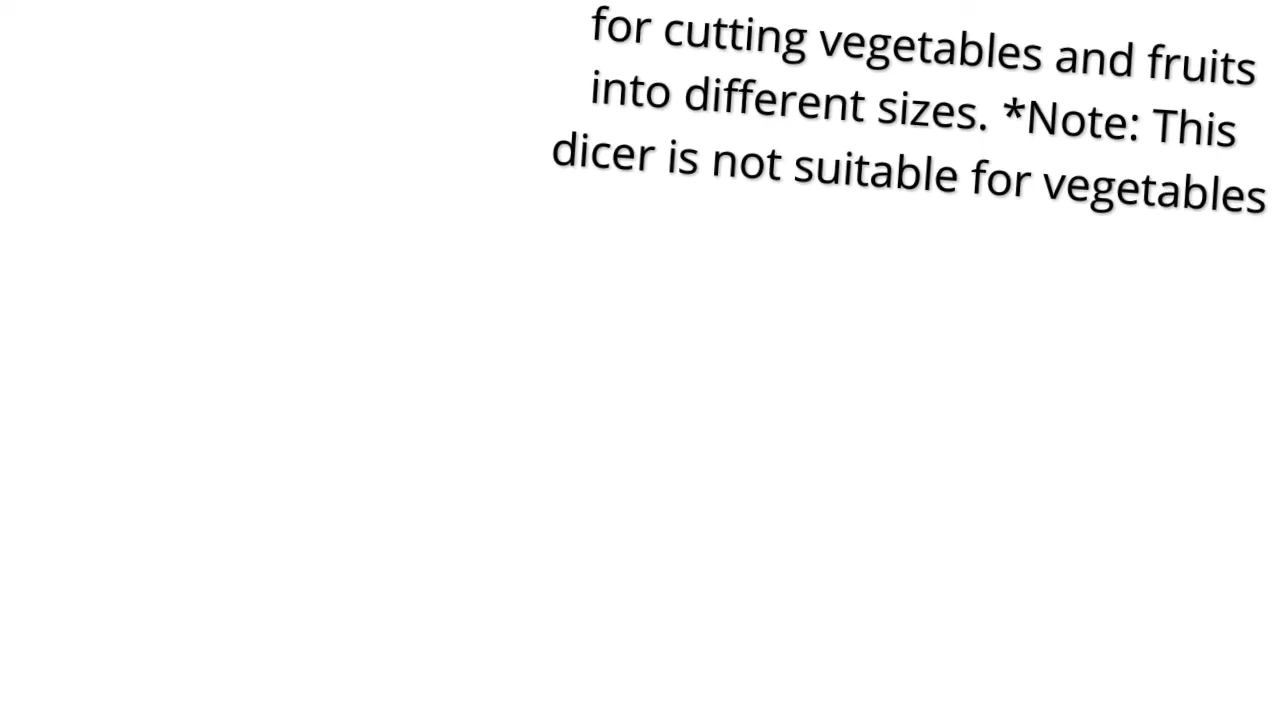 for cutting vegetables and fruits
into different sizes. *Note: This
dicer is not suitable for vegetables